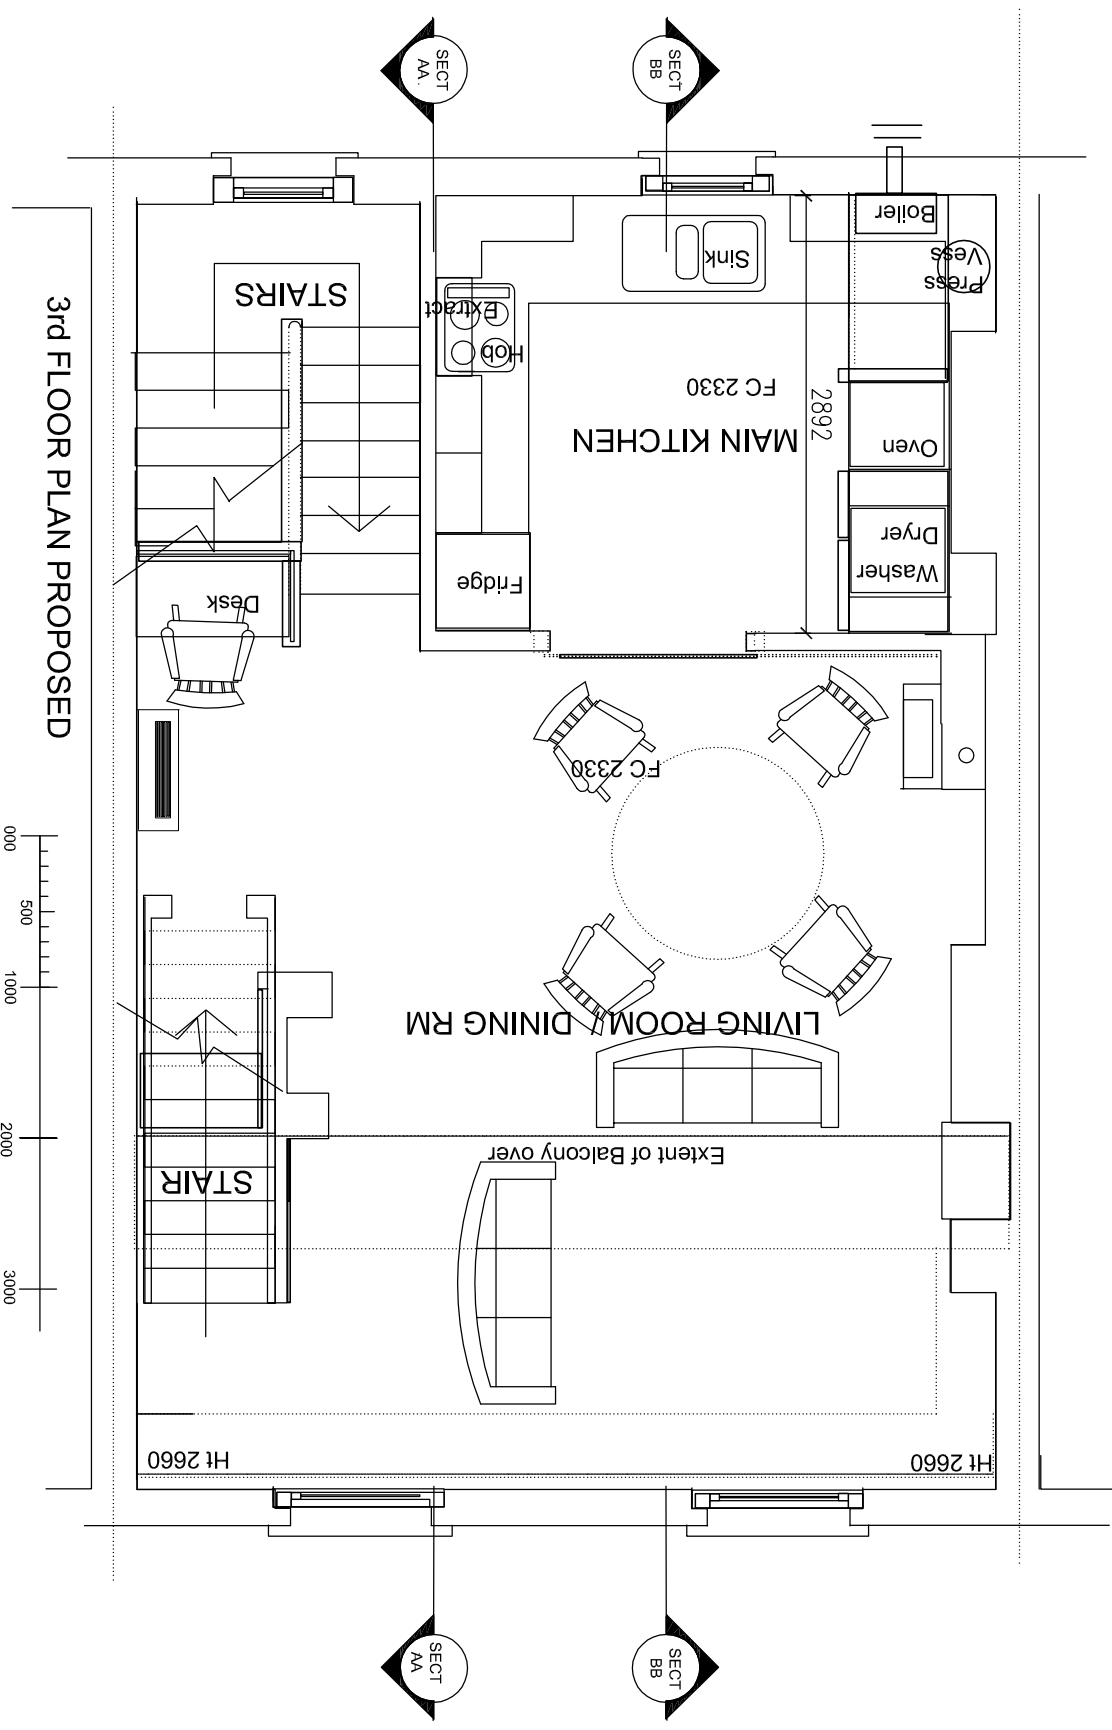 SECT
AA.
SECT
BB
Boiler
Press
Vess
Sink
STAIRS
Extract
Hob
FC 2330
MAIN KITCHEN
2892
Oven
Dryer
Washer
Fridge
Desk
3rd FLOOR PLAN PROPOSED
FC 2330
LIVING ROOM / DINING RM
Extent of Balcony over
STAIR
000
500
1000
2000
3000
Ht 2660
Ht 2660
SECT
AA
SECT
BB